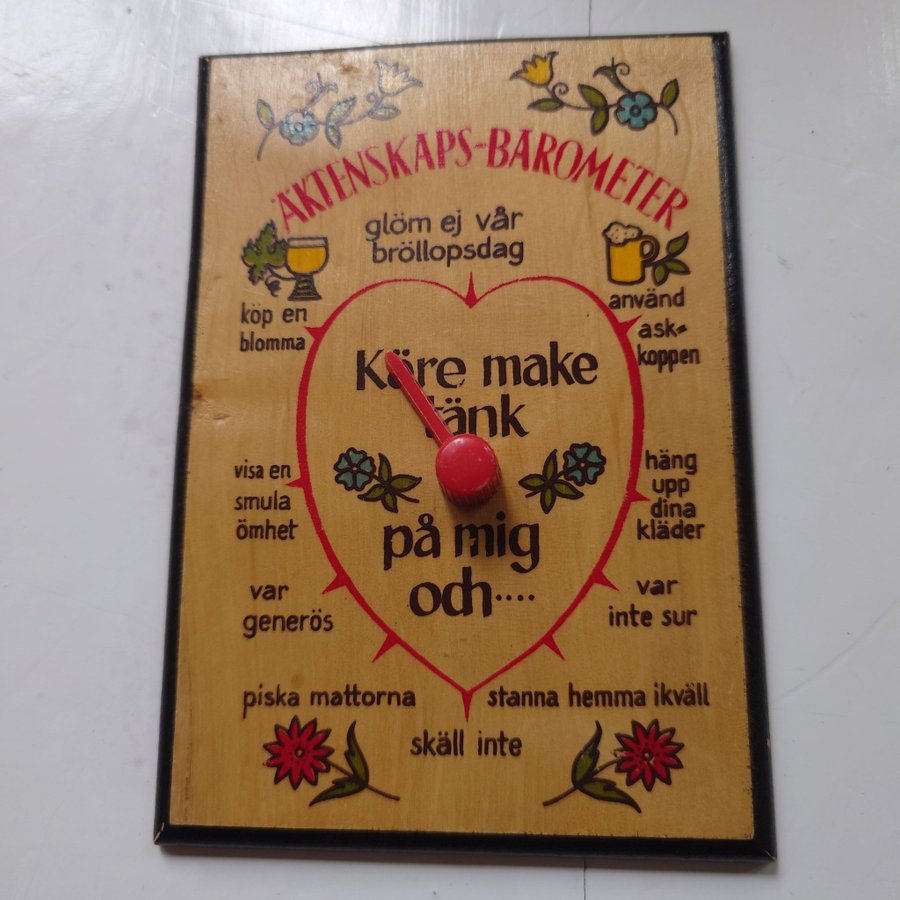 ÄKTENSKAPS-BAROMETER
glöm ej vår
bröllopsdag
köp en
blomma
använd
ask-
koppen
Käre make
tänk
på mig
och....
visa en
smula
ömhet
häng
upp
dina
kläder
var
generös
var
inte sur
piska mattorna
stanna hemma ikväll
skäll inte